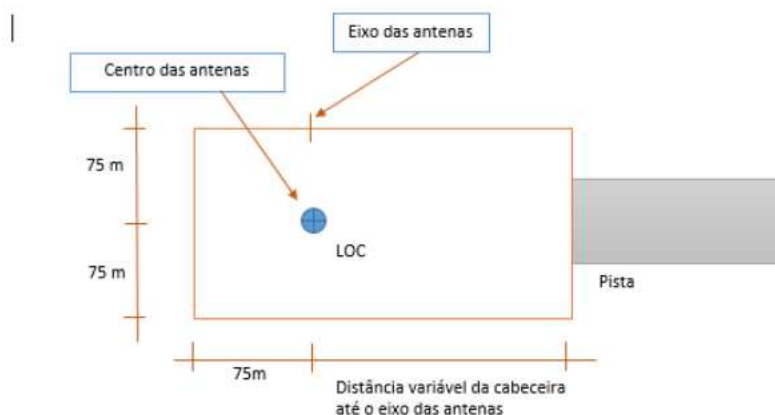 Eixo das antenas
Centro das antenas
75 m
LOC
75 m
Pista
75m
Distância variável da cabeceira
até o eixo das antenas